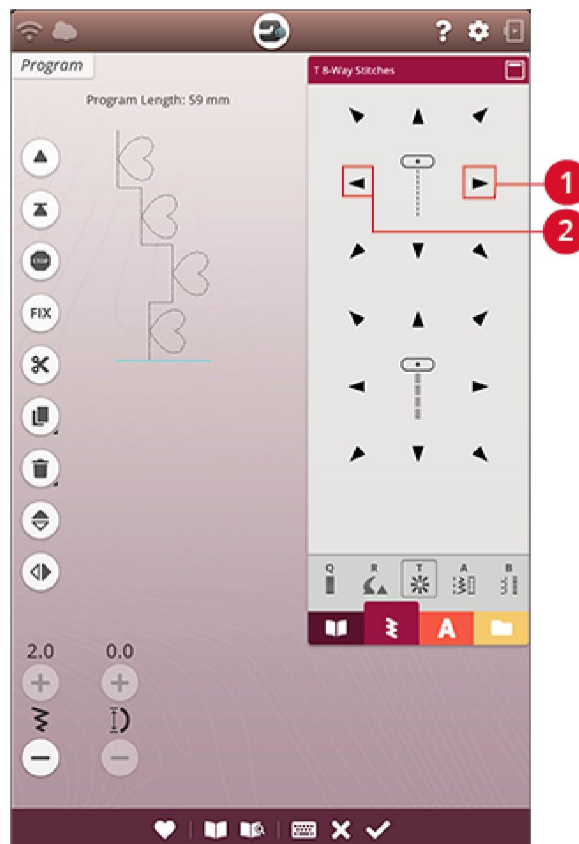 ?
Program
T 8-Way Stitches
Program Length: 59 mm
1
2
STOP
FIX
Q R T A B
A
2.0 0.0